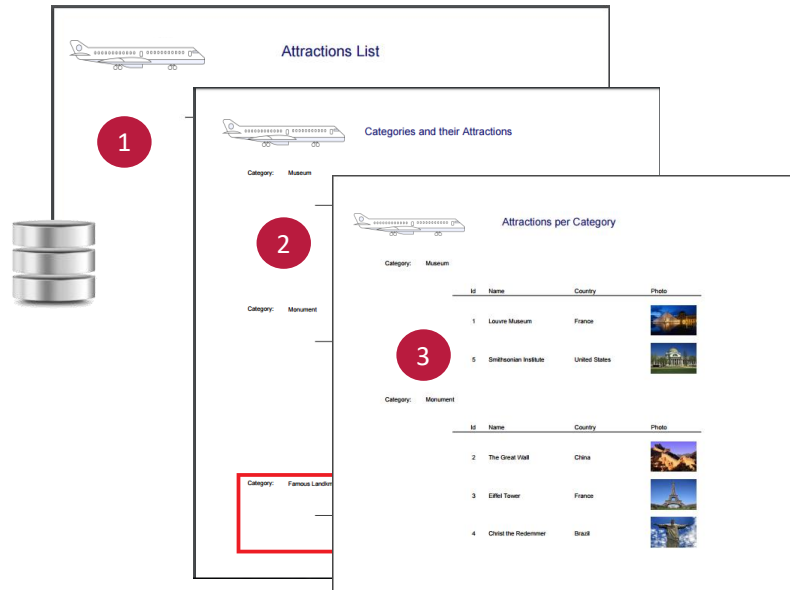 Attractions List
1
Categories and their Attractions
Category: Museum
2
Category: Monument
Category: Famous
Attractions per Category
Category: Museum
Id Name Country Photo
1 Louvre Museum France
5 Smithsonian Institute United States
3
Category: Monument
Id Name Country Photo
2 The Great Wall China
3 Eiffel Tower France
4 Christ the Redemmer Brazil